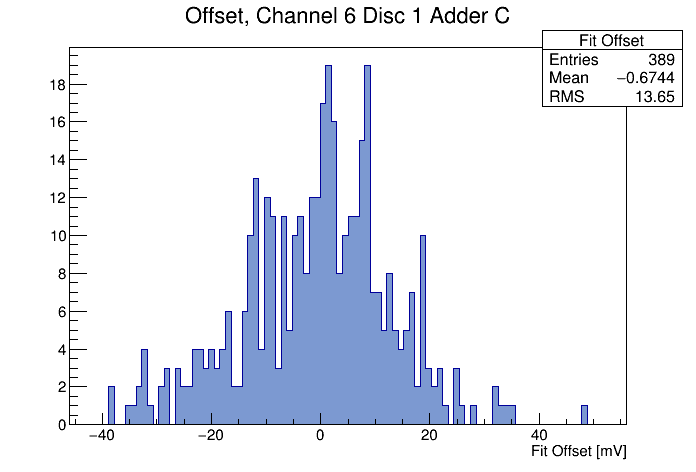 Offset, Channel 6 Disc 1 Adder C
Fit Offset
Entries 389
Mean −0.6744
RMS 13.65
18
16
14
12
10
8
6
4
2
0
−40 −20 0 20 40
Fit Offset [mV]